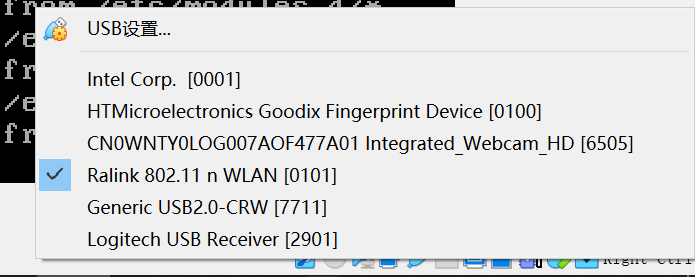 from /etc/modules
USB设置...
/e
Intel Corp. [0001]
fr
HTMicroelectronics Goodix Fingerprint Device [0100]
/e
CN0WNTY0LOG007AOF477A01 Integrated_Webcam_HD [6505]
fr
Ralink 802.11 n WLAN [0101]
Generic USB2.0-CRW [7711]
Logitech USB Receiver [2901]
Right Ctrl